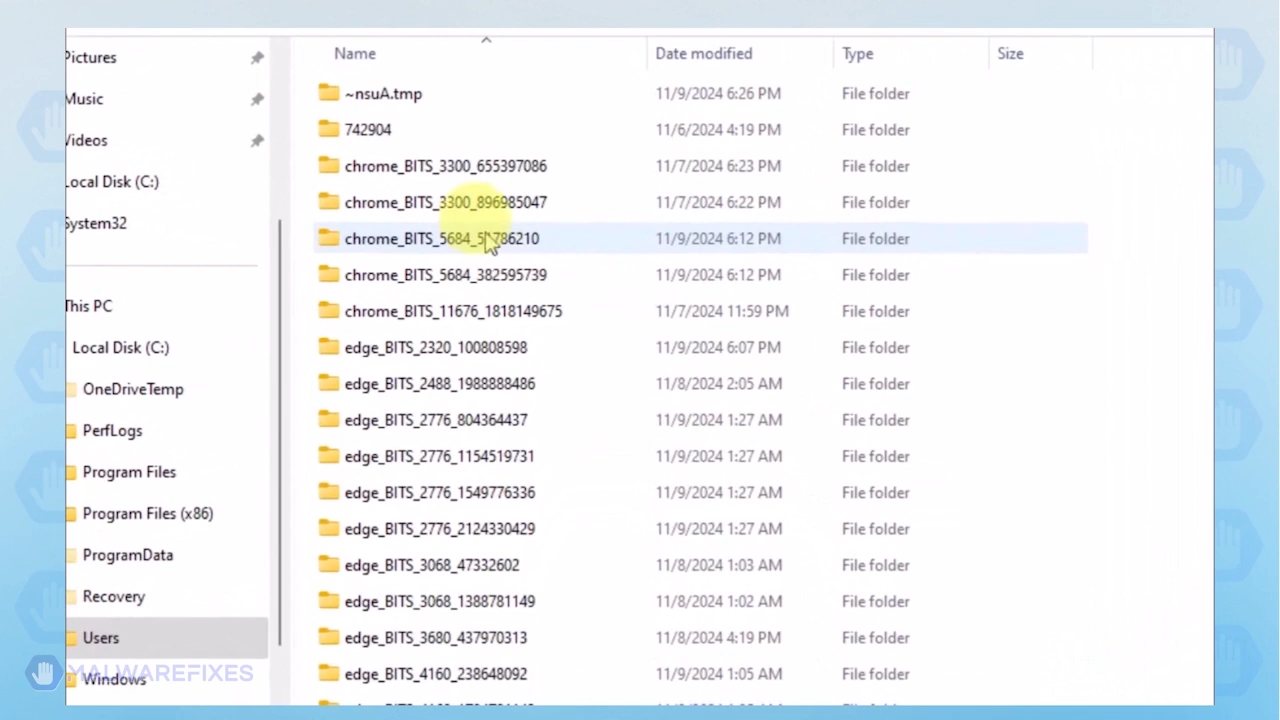 Pictures
Music
Videos
Local Disk (C:)
System32
This PC
Local Disk (C:)
OneDriveTemp
PerfLogs
Program Files
Program Files (x86)
ProgramData
Recovery
Users
Windows
MALWAREFIXES
Name Date modified Type Size
~nsuA.tmp 11/9/2024 6:26 PM File folder
742904 11/6/2024 4:19 PM File folder
chrome_BITS_3300_655397086 11/7/2024 6:23 PM File folder
chrome_BITS_3300_896985047 11/7/2024 6:22 PM File folder
11/9/2024 6:12 PM File folder
chrome_BITS_5684_382595739 11/9/2024 6:12 PM File folder
chrome_BITS_11676_1818149675 11/7/2024 11:59 PM File folder
edge_BITS_2320_100808598 11/9/2024 6:07 PM File folder
edge_BITS_2488_1988888486 11/8/2024 2:05 AM File folder
edge_BITS_2776_804364437 11/9/2024 1:27 AM File folder
edge_BITS_2776_1154519731 11/9/2024 1:27 AM File folder
edge_BITS_2776_1549776336 11/9/2024 1:27 AM File folder
edge_BITS_2776_2124330429 11/9/2024 1:27 AM File folder
edge_BITS_3068_47332602 11/8/2024 1:03 AM File folder
edge_BITS_3068_1388781149 11/8/2024 1:02 AM File folder
edge_BITS_3680_437970313 11/8/2024 4:19 PM File folder
edge_BITS_4160_238648092 11/9/2024 1:05 AM File folder